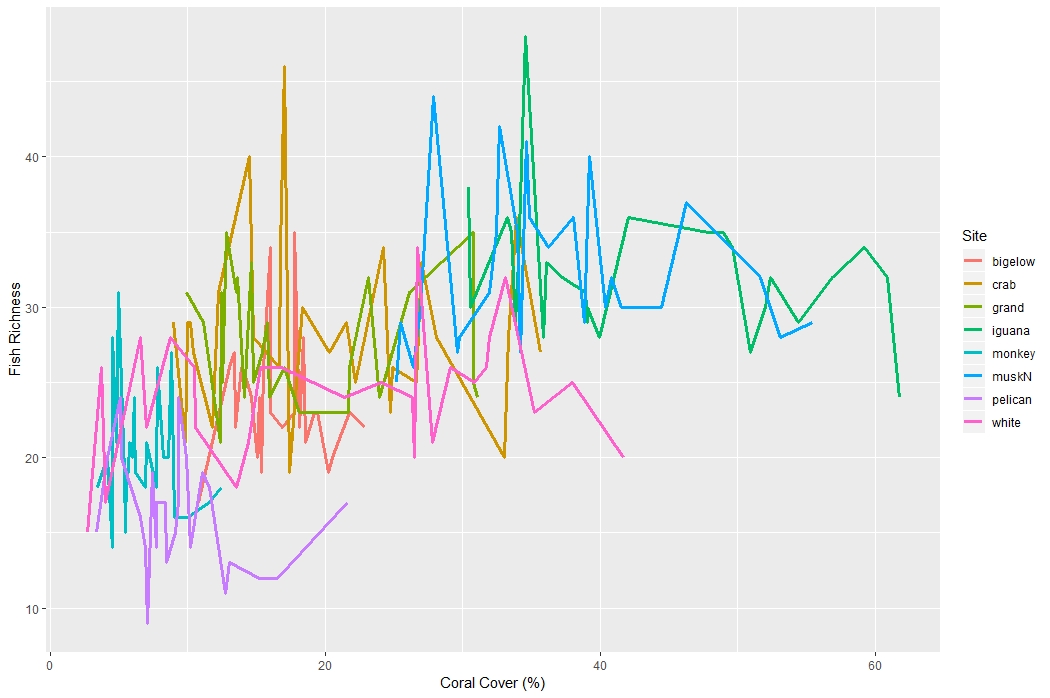 Fish Richness
40
30
20
10
0
20
40
60
Coral Cover (%)
Site
bigelow
crab
grand
iguana
monkey
muskN
pelican
white